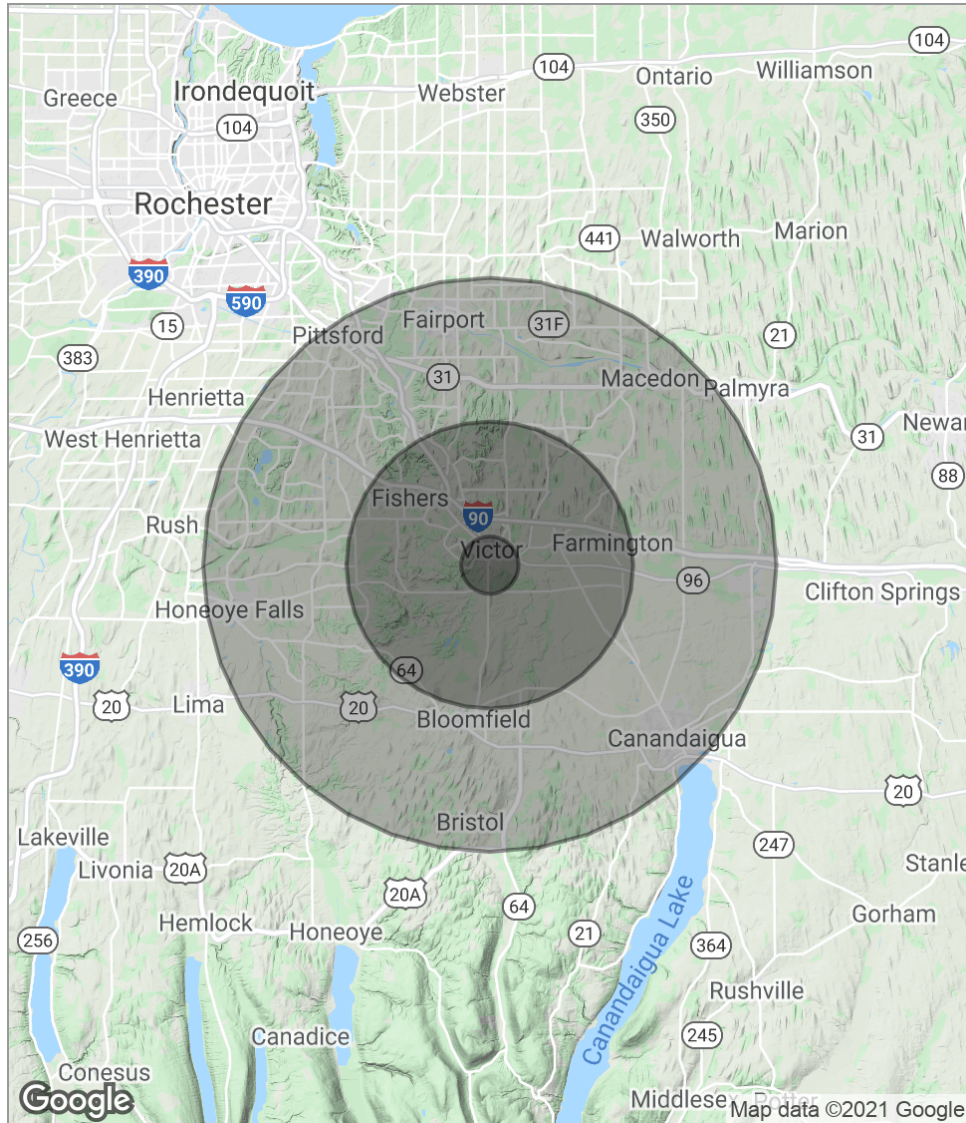 104
104
Ontario
Williamson
Irondequoit
Greece
Webster
104
350
Rochester
441
Walworth
Marion
390
590
15
Pittsford
Fairport
31F
21
383
31
Macedon
Palmyra
Henrietta
West Henrietta
31
Newar
88
Fishers
90
Rush
Victor
Farmington
96
Clifton Springs
Honeoye Falls
390
64
20
Lima
20
Bloomfield
Canandaigua
20
Bristol
Lakeville
247
Livonia
20A
Stanle
20A
64
Hemlock
Honeoye
21
Gorham
256
364
Canandaigua Lake
Rushville
Canadice
245
Conesus
Google
Middlesex
Potter
Map data ©2021 Google